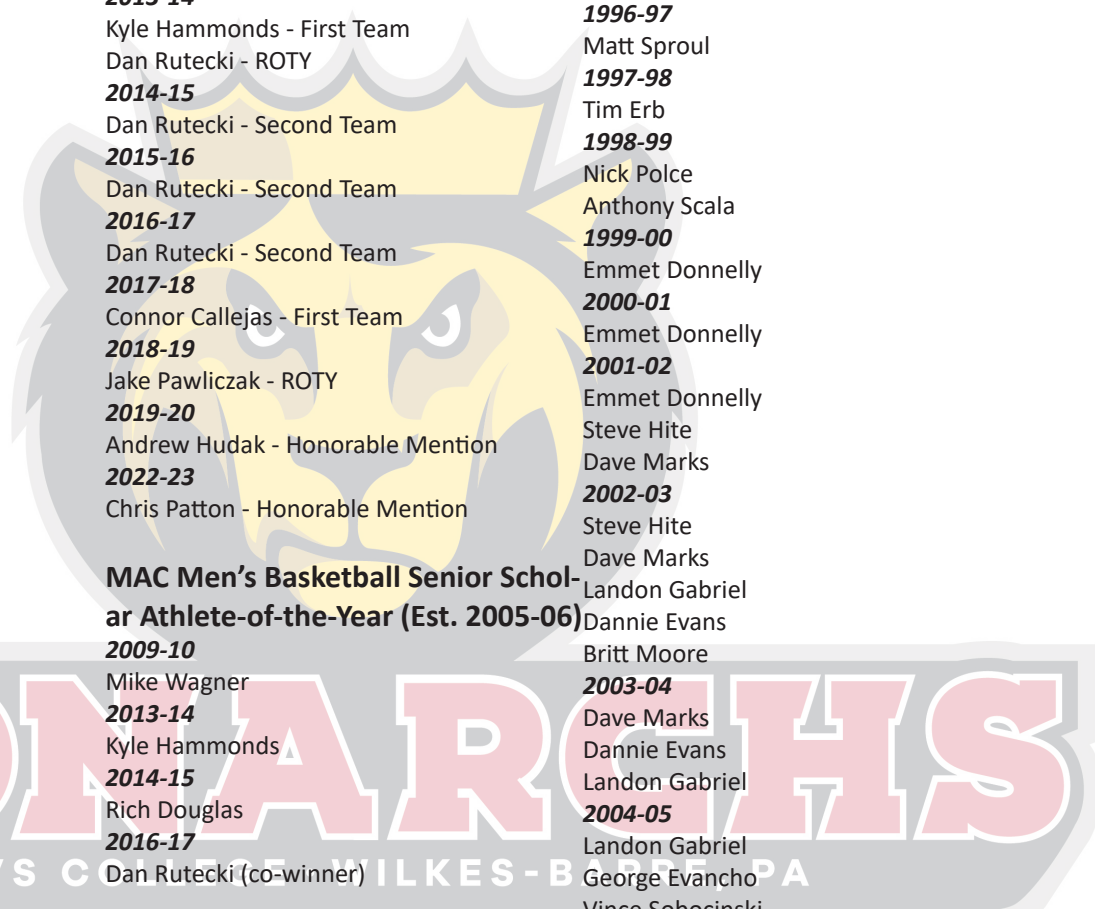 2013-14
Kyle Hammonds - First Team
Dan Rutecki - ROTY
2014-15
Dan Rutecki - Second Team
2015-16
Dan Rutecki - Second Team
2016-17
Dan Rutecki - Second Team
2017-18
Connor Callejas - First Team
2018-19
Jake Pawliczak - ROTY
2019-20
Andrew Hudak - Honorable Mention
2022-23
Chris Patton - Honorable Mention
MAC Men's Basketball Senior Schol-
ar Athlete-of-the-Year (Est. 2005-06)
2009-10
Mike Wagner
2013-14
Kyle Hammonds
2014-15
Rich Douglas
2016-17
Dan Rutecki (co-winner)
1996-97
Matt Sproul
1997-98
Tim Erb
1998-99
Nick Polce
Anthony Scala
1999-00
Emmet Donnelly
2000-01
Emmet Donnelly
2001-02
Emmet Donnelly
Steve Hite
Dave Marks
2002-03
Steve Hite
Dave Marks
Landon Gabriel
Dannie Evans
Britt Moore
2003-04
Dave Marks
Dannie Evans
Landon Gabriel
2004-05
Landon Gabriel
George Evancho
Vince Sobocinski
ONARCHS
'S COLLEGE WILKES-BARRE, PA